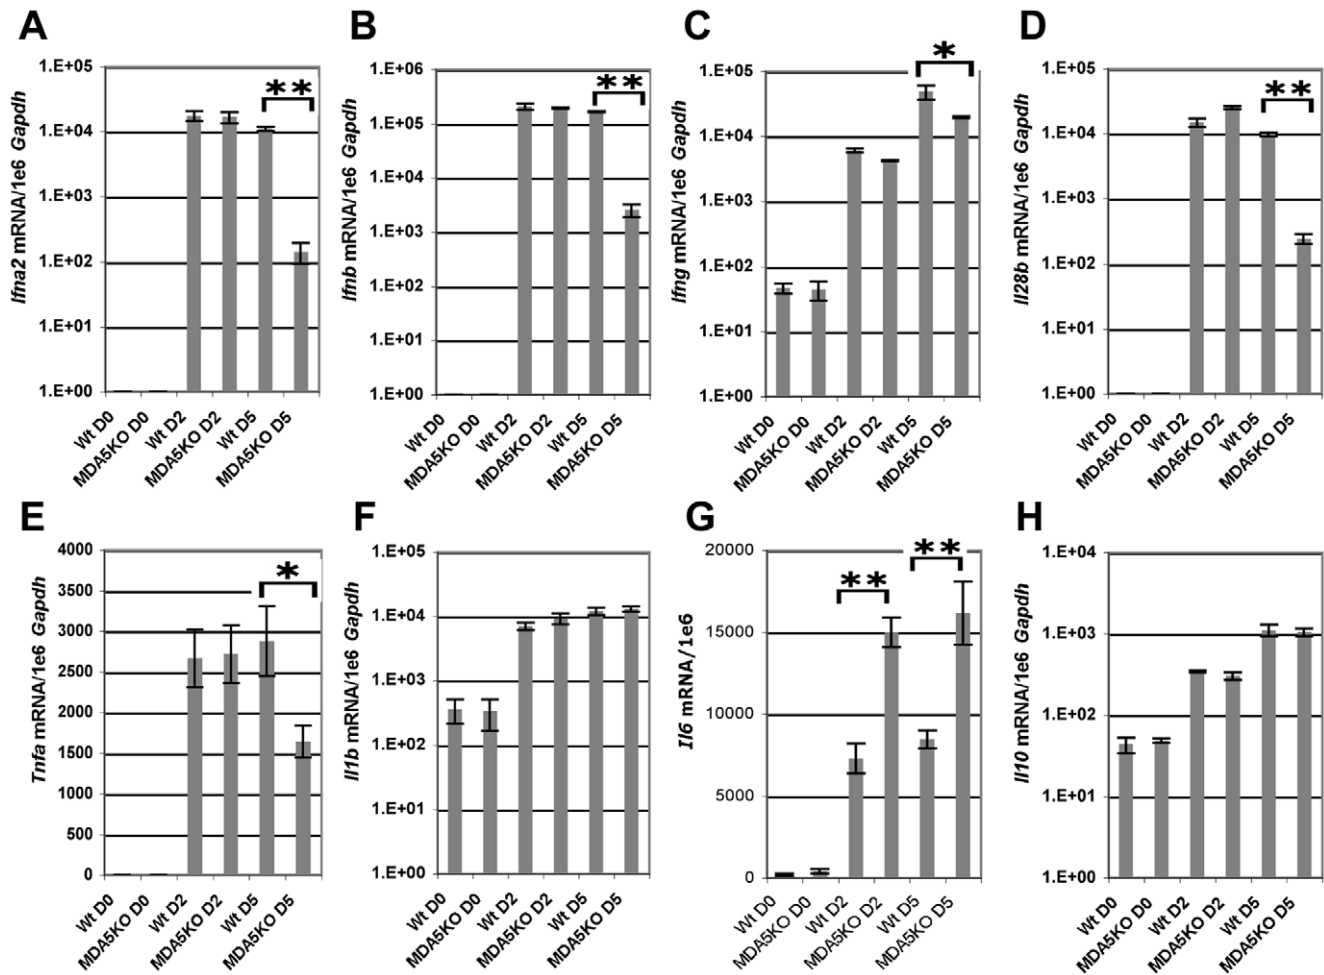 A
Ifna2 mRNA/1e6 Gapdh
1.E+05
1.E+04
1.E+03
1.E+02
1.E+01
1.E+00
**
Wt D0
MDA5KO D0
Wt D2
MDA5KO D2
Wt D5
MDA5KO D5
B
Ifnb mRNA/1e6 Gapdh
1.E+06
1.E+05
1.E+04
1.E+03
1.E+02
1.E+01
1.E+00
**
Wt D0
MDA5KO D0
Wt D2
MDA5KO D2
Wt D5
MDA5KO D5
C
Ifng mRNA/1e6 Gapdh
1.E+05
1.E+04
1.E+03
1.E+02
1.E+01
1.E+00
*
Wt D0
MDA5KO D0
Wt D2
MDA5KO D2
Wt D5
MDA5KO D5
D
Il28b mRNA/1e6 Gapdh
1.E+05
1.E+04
1.E+03
1.E+02
1.E+01
1.E+00
**
Wt D0
MDA5KO D0
Wt D2
MDA5KO D2
Wt D5
MDA5KO D5
E
Tnfa mRNA/1e6 Gapdh
4000
3500
3000
2500
2000
1500
1000
500
0
*
Wt D0
MDA5KO D0
Wt D2
MDA5KO D2
Wt D5
MDA5KO D5
F
Il1b mRNA/1e6 Gapdh
1.E+05
1.E+04
1.E+03
1.E+02
1.E+01
1.E+00
Wt D0
MDA5KO D0
Wt D2
MDA5KO D2
Wt D5
MDA5KO D5
G
Il6 mRNA/1e6
20000
15000
10000
5000
0
**
**
Wt D0
MDA5KO D0
Wt D2
MDA5KO D2
Wt D5
MDA5KO D5
H
Il10 mRNA/1e6 Gapdh
1.E+04
1.E+03
1.E+02
1.E+01
1.E+00
Wt D0
MDA5KO D0
Wt D2
MDA5KO D2
Wt D5
MDA5KO D5